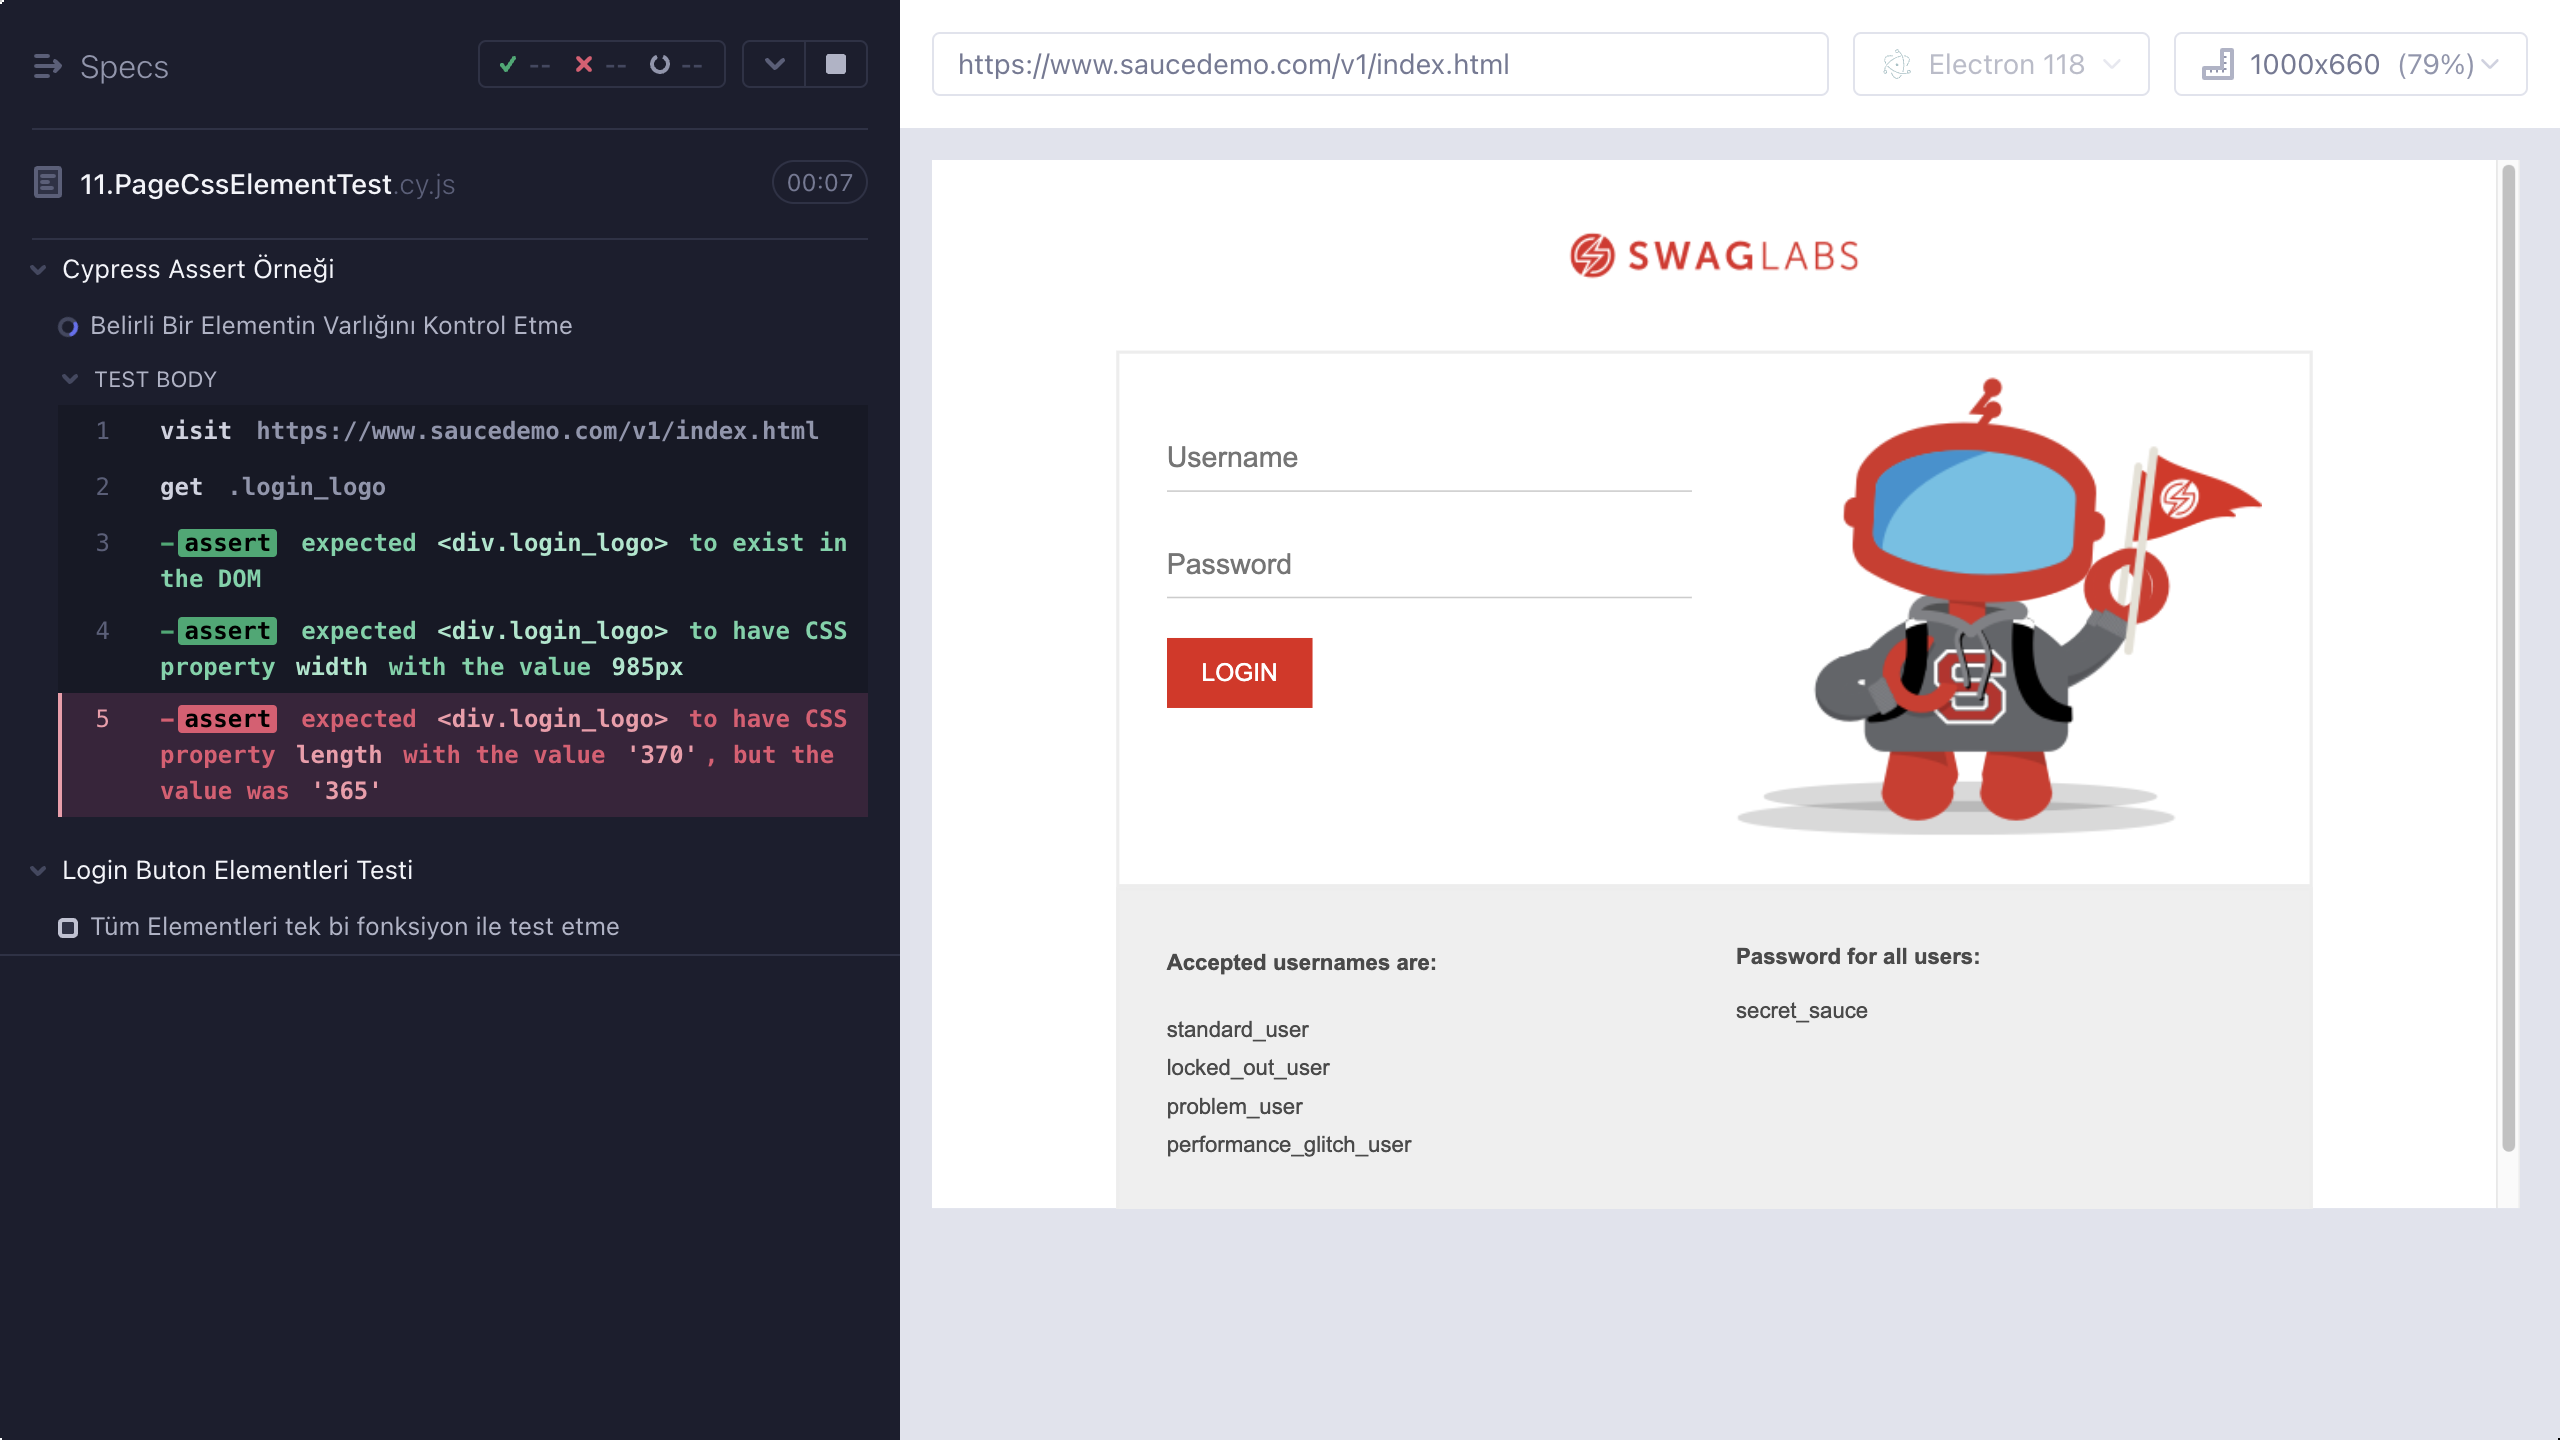 Specs
-- -- --
11.PageCssElementTest.cy.js 00:07
Cypress Assert Örneği
Belirli Bir Elementin Varlığını Kontrol Etme
TEST BODY
1 visit https://www.saucedemo.com/v1/index.html
2 get .login_logo
3 -assert expected <div.login_logo> to exist in
the DOM
4 -assert expected <div.login_logo> to have CSS
property width with the value 985px
5 -assert expected <div.login_logo> to have CSS
property length with the value '370', but the
value was '365'
Login Buton Elementleri Testi
Tüm Elementleri tek bi fonksiyon ile test etme
https://www.saucedemo.com/v1/index.html
Electron 118
1000x660 (79%)
SWAGLABS
Username
Password
LOGIN
S
Accepted usernames are:
standard_user
locked_out_user
problem_user
performance_glitch_user
Password for all users:
secret_sauce